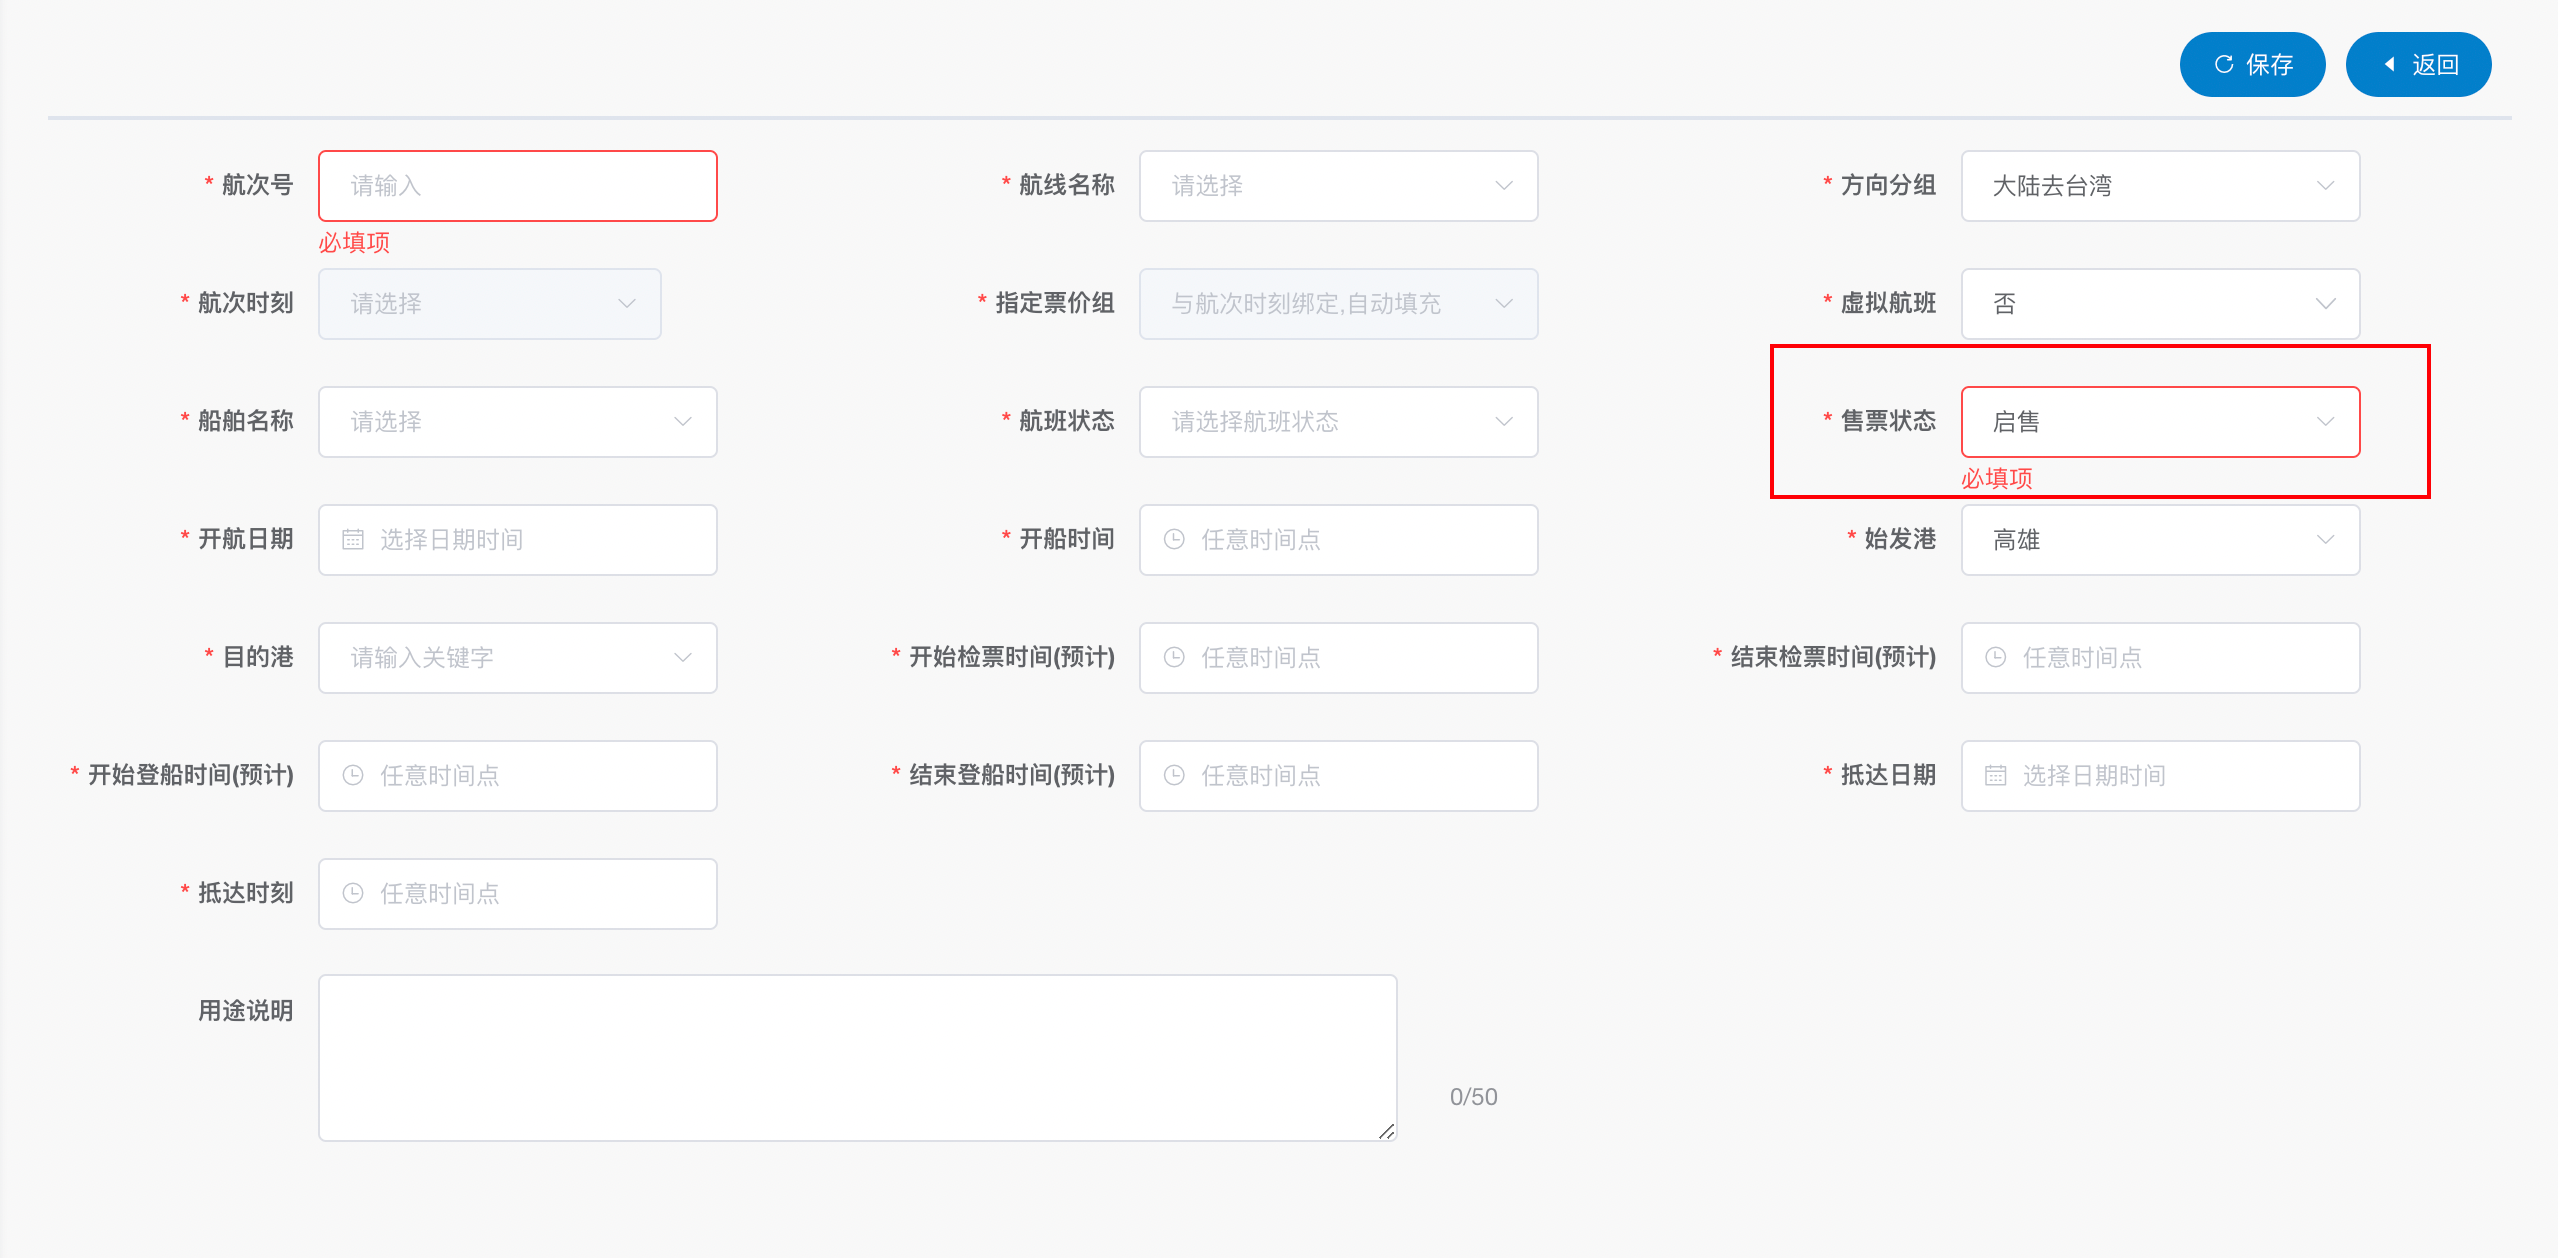 保存 返回
* 航次号 请输入 * 航线名称 请选择 * 方向分组 大陆去台湾
必填项
* 航次时刻 请选择 * 指定票价组 与航次时刻绑定,自动填充 * 虚拟航班 否
* 船舶名称 请选择 * 航班状态 请选择航班状态 * 售票状态 启售
必填项
* 开航日期 选择日期时间 * 开船时间 任意时间点 * 始发港 高雄
* 目的港 请输入关键字 * 开始检票时间(预计) 任意时间点 * 结束检票时间(预计) 任意时间点
* 开始登船时间(预计) 任意时间点 * 结束登船时间(预计) 任意时间点 * 抵达日期 选择日期时间
* 抵达时刻 任意时间点
用途说明
0/50